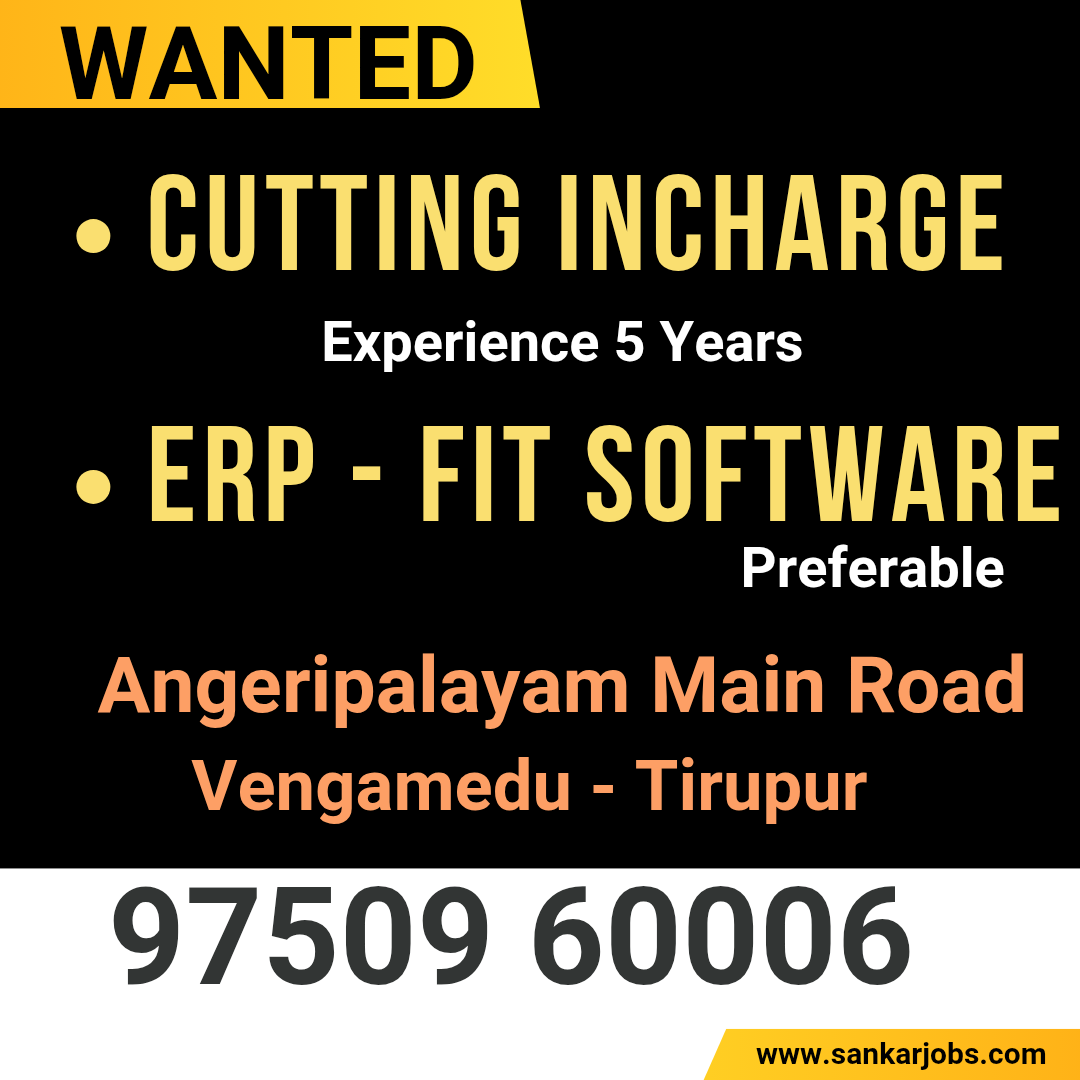 WANTED
• CUTTING INCHARGE
Experience 5 Years
• ERP - FIT SOFTWARE
Preferable
Angeripalayam Main Road
Vengamedu - Tirupur
97509 60006
www.sankarjobs.com